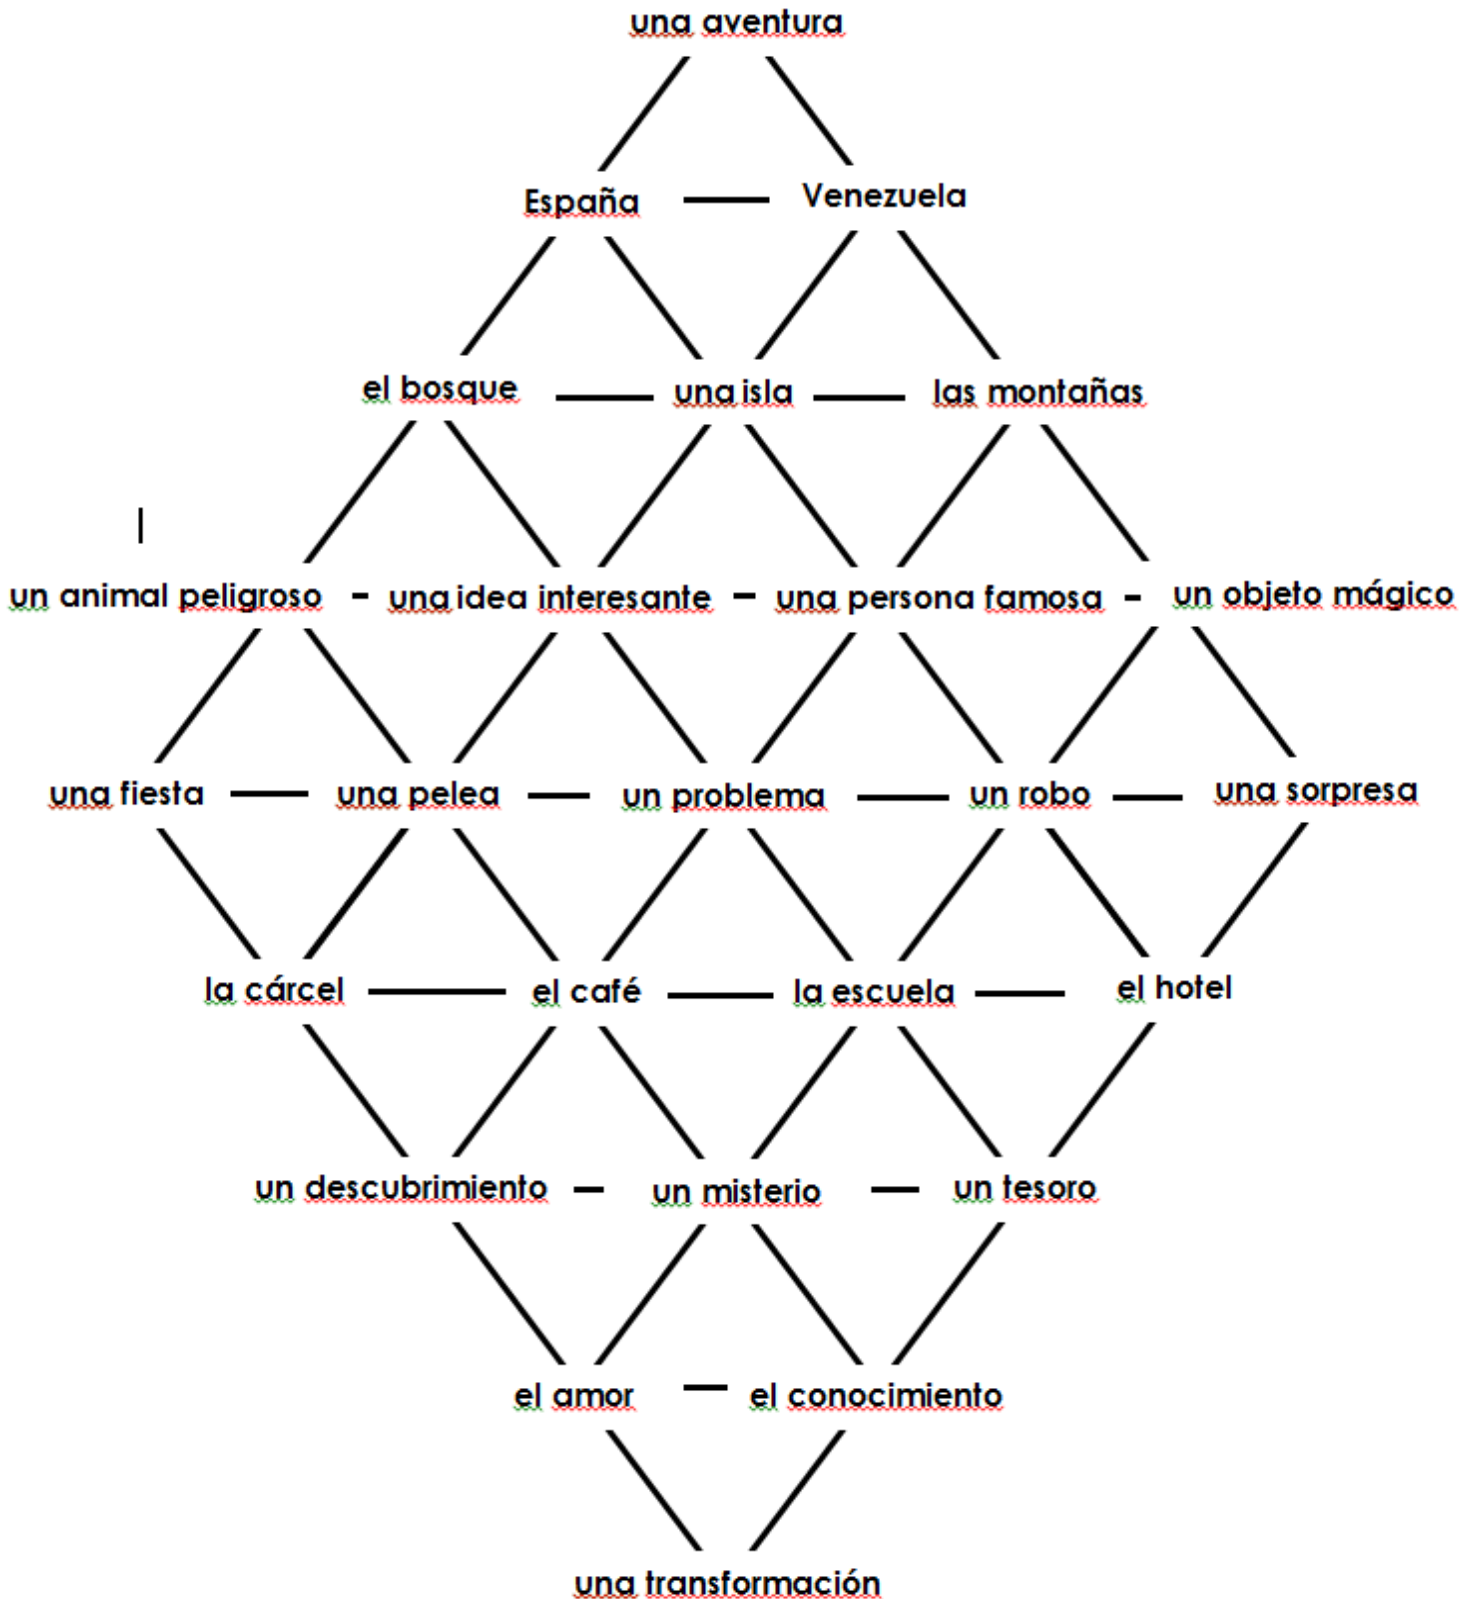 una aventura
España Venezuela
el bosque una isla las montañas
un animal peligroso una idea interesante una persona famosa un objeto mágico
una fiesta una pelea un problema un robo una sorpresa
la cárcel el café la escuela el hotel
un descubrimiento un misterio un tesoro
el amor el conocimiento
una transformación